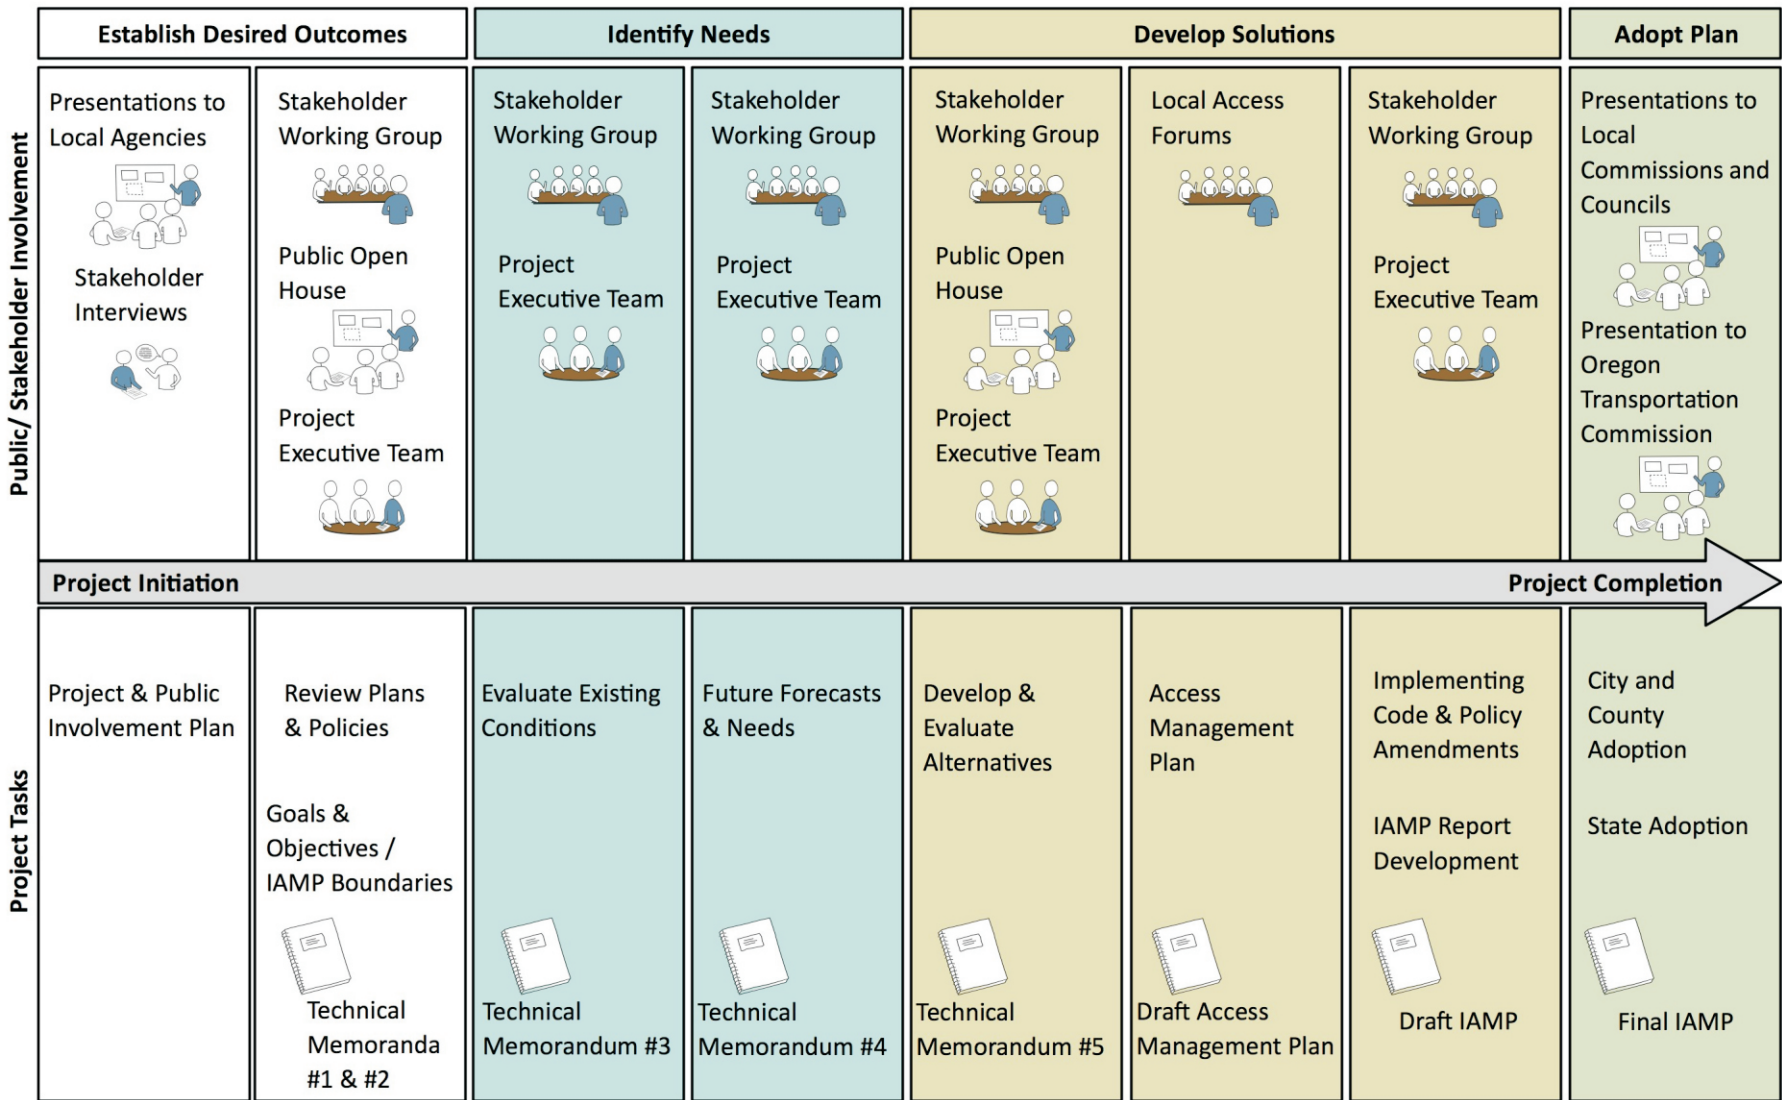 Establish Desired Outcomes
Identify Needs
Develop Solutions
Adopt Plan
Public/ Stakeholder Involvement
Presentations to
Local Agencies
Stakeholder
Interviews
Stakeholder
Working Group
Public Open
House
Project
Executive Team
Stakeholder
Working Group
Project
Executive Team
Stakeholder
Working Group
Project
Executive Team
Stakeholder
Working Group
Public Open
House
Project
Executive Team
Local Access
Forums
Stakeholder
Working Group
Project
Executive Team
Presentations to
Local
Commissions and
Councils
Presentation to
Oregon
Transportation
Commission
Project Initiation
Project Completion
Project Tasks
Project & Public
Involvement Plan
Review Plans
& Policies
Goals &
Objectives /
IAMP Boundaries
Technical
Memoranda
#1 & #2
Evaluate Existing
Conditions
Technical
Memorandum #3
Future Forecasts
& Needs
Technical
Memorandum #4
Develop &
Evaluate
Alternatives
Technical
Memorandum #5
Access
Management
Plan
Draft Access
Management Plan
Implementing
Code & Policy
Amendments
IAMP Report
Development
Draft IAMP
City and
County
Adoption
State Adoption
Final IAMP